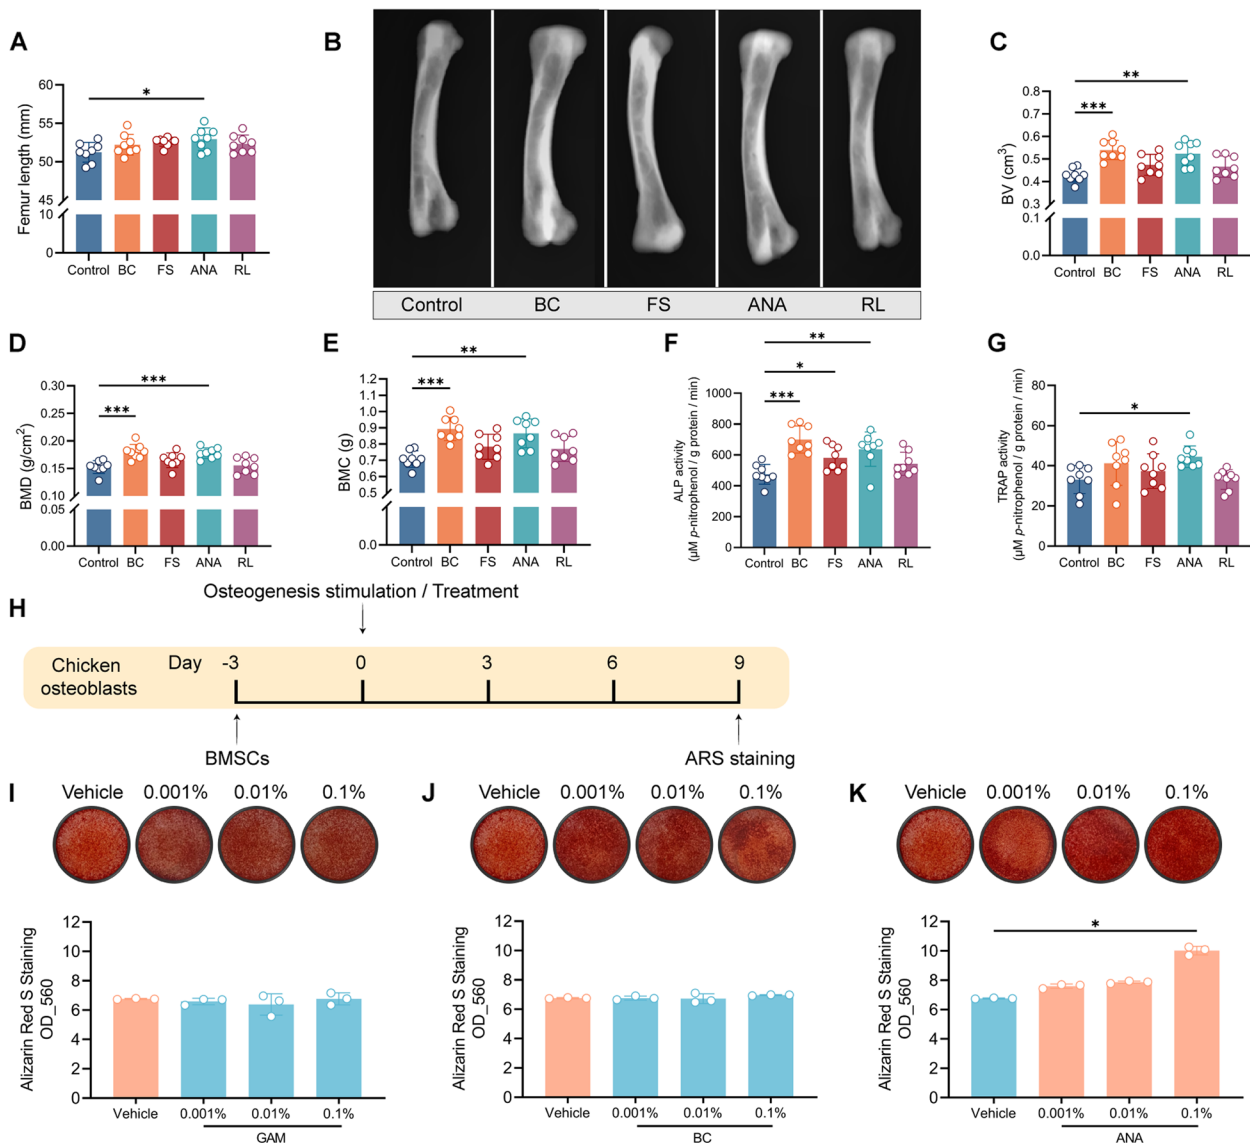 A
Femur length (mm)
60
55
50
45
10
0
Control BC FS ANA RL
*
B
Control BC FS ANA RL
C
BV (cm³)
0.8
0.7
0.6
0.5
0.4
0.3
0.1
0.0
Control BC FS ANA RL
**
***
D
BMD (g/cm²)
0.30
0.25
0.20
0.15
0.10
0.05
0.00
Control BC FS ANA RL
***
***
E
BMC (g)
1.2
1.1
1.0
0.9
0.8
0.7
0.6
0.5
0.0
Control BC FS ANA RL
**
***
F
ALP activity
(µM p-nitrophenol / g protein / min)
1000
800
600
400
200
0
Control BC FS ANA RL
**
*
***
G
TRAP activity
(µM p-nitrophenol / g protein / min)
80
60
40
20
0
Control BC FS ANA RL
*
H
Osteogenesis stimulation / Treatment
Chicken
osteoblasts
Day -3 0 3 6 9
BMSCs ARS staining
I
Vehicle 0.001% 0.01% 0.1%
Alizarin Red S Staining
OD_560
12
10
8
6
4
2
0
Vehicle 0.001% 0.01% 0.1%
GAM
J
Vehicle 0.001% 0.01% 0.1%
Alizarin Red S Staining
OD_560
12
10
8
6
4
2
0
Vehicle 0.001% 0.01% 0.1%
BC
K
Vehicle 0.001% 0.01% 0.1%
Alizarin Red S Staining
OD_560
12
10
8
6
4
2
0
*
Vehicle 0.001% 0.01% 0.1%
ANA